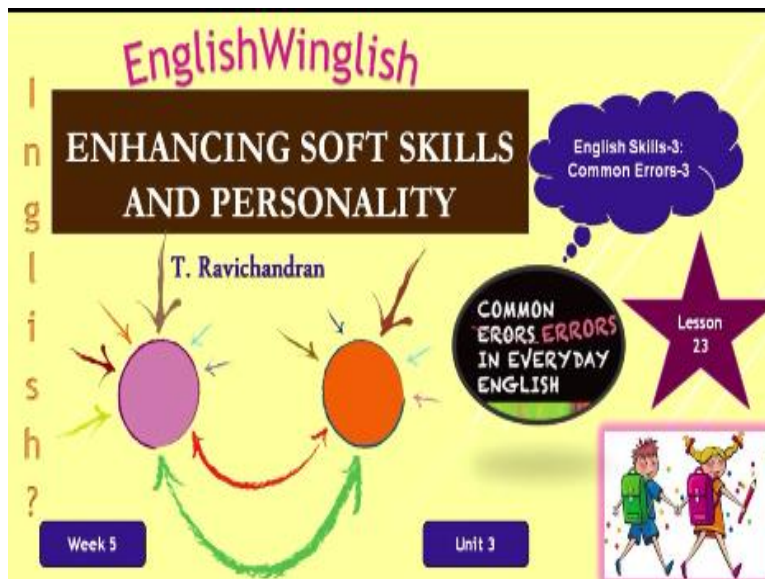 EnglishWinglish
Inglish?
ENHANCING SOFT SKILLS
AND PERSONALITY
English Skills-3:
Common Errors-3
T. Ravichandran
COMMON
ERORS ERRORS
IN EVERYDAY
ENGLISH
Lesson
23
Week 5
Unit 3